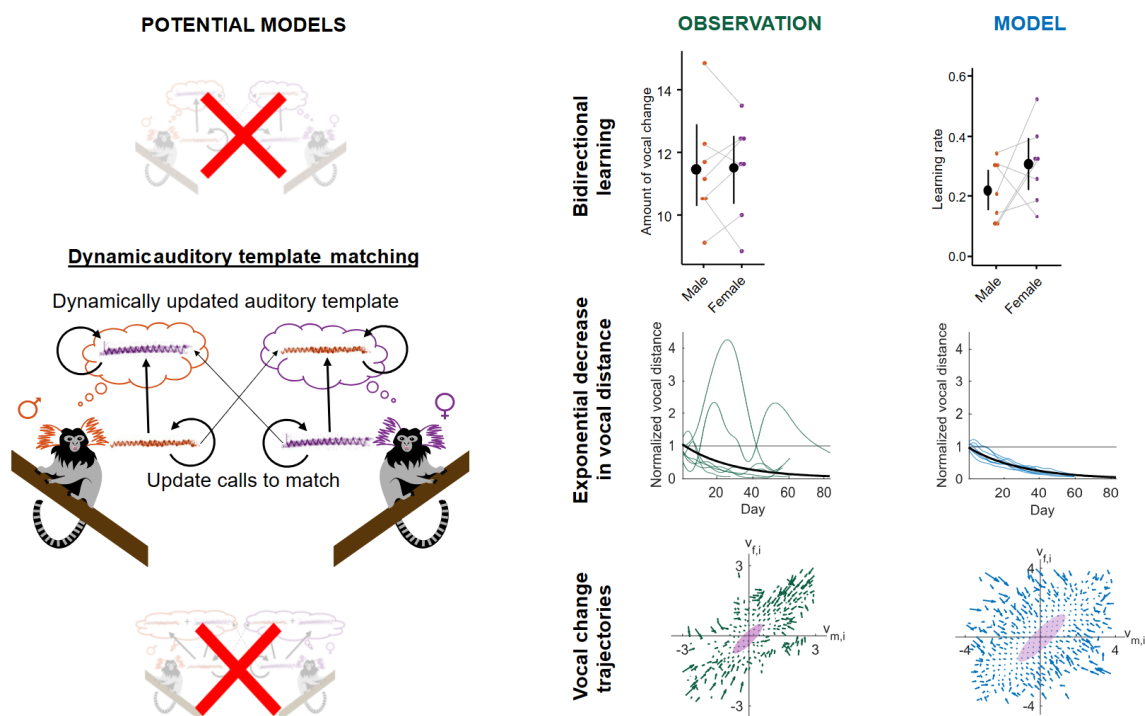 POTENTIAL MODELS
Dynamic auditory template matching
Dynamically updated auditory template
♂
♀
Update calls to match
OBSERVATION
MODEL
Bidirectional
learning
Amount of vocal change
14
12
10
Male
Female
Learning rate
0.6
0.4
0.2
0.0
Male
Female
Exponential decrease
in vocal distance
Normalized vocal distance
4
3
2
1
0
20
40
60
80
Day
Normalized vocal distance
4
3
2
1
0
20
40
60
80
Day
Vocal change
trajectories
v f,i
3
v m,i
-3
3
-3
v f,i
4
v m,i
-4
4
-4